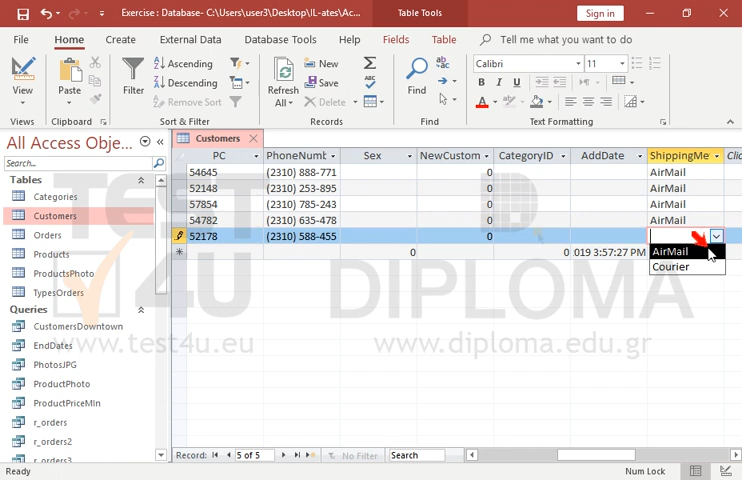 Exercise : Database- C:\Users\user3\Desktop\IL-ates\Ac...
Table Tools
Sign in
File Home Create External Data Database Tools Help Fields Table Tell me what you want to do
View
Views
Paste
Clipboard
Filter
Ascending
Descending
Remove Sort
Sort & Filter
Refresh All
New
Save
Delete
Records
Find
Find
Calibri 11
B I U
A
Text Formatting
All Access Obje...
Search...
Tables
Categories
Customers
Orders
Products
ProductsPhoto
TypesOrders
Queries
CustomersDowntown
EndDates
PhotosJPG
ProductPhoto
ProductPriceMIn
r_orders
r_orders2
r_orders3
Customers
PC PhoneNumb Sex NewCustom CategoryID AddDate ShippingMe Clic
54645 (2310) 888-771 0 AirMail
52148 (2310) 253-895 0 AirMail
57854 (2310) 785-243 0 AirMail
54782 (2310) 635-478 0 AirMail
52178 (2310) 588-455 0
0 0 019 3:57:27 PM AirMail
Courier
TEST 4U
www.test4u.eu
DIPLOMA
www.diploma.edu.gr
Record: 5 of 5 No Filter Search
Ready
Num Lock